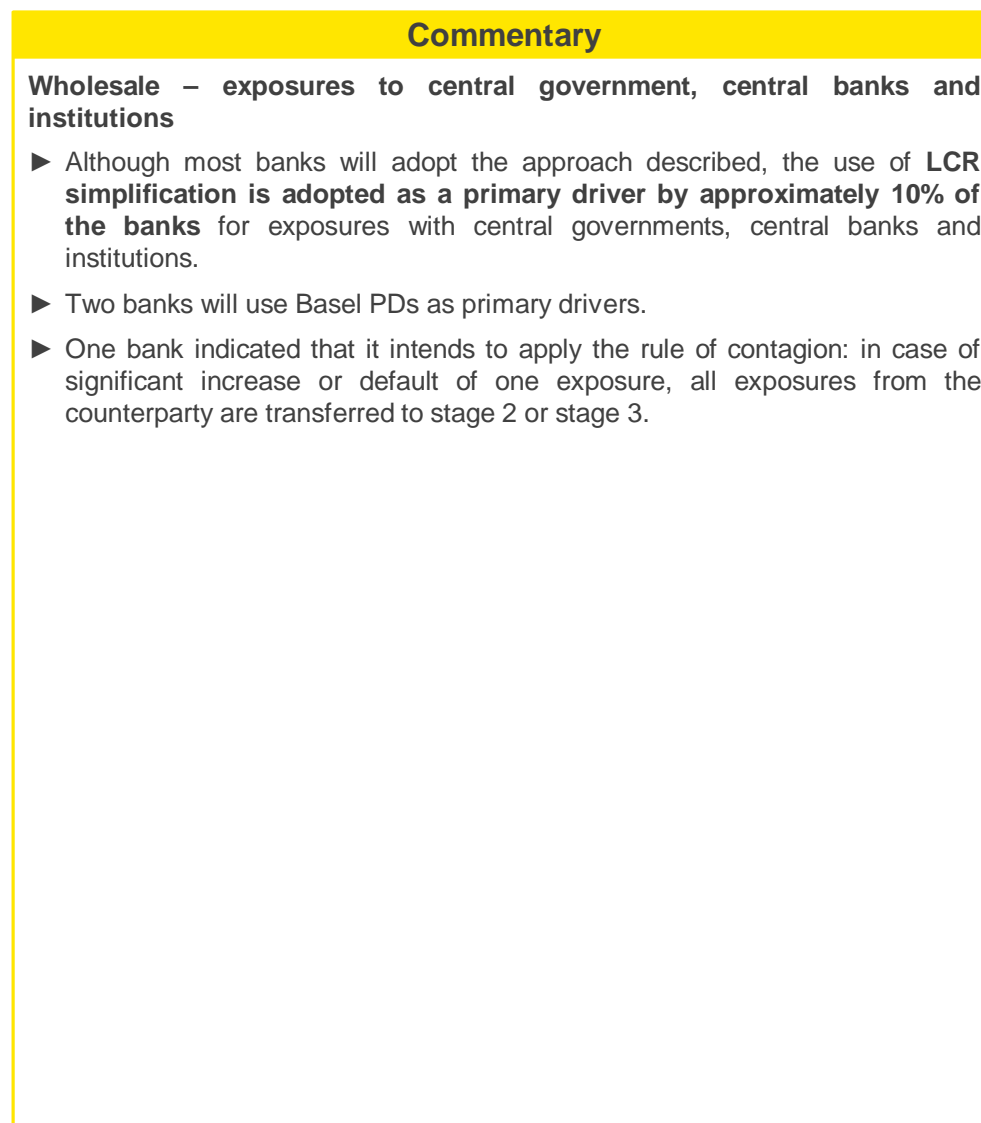 Commentary
Wholesale – exposures to central government, central banks and
institutions
► Although most banks will adopt the approach described, the use of LCR
simplification is adopted as a primary driver by approximately 10% of
the banks for exposures with central governments, central banks and
institutions.
► Two banks will use Basel PDs as primary drivers.
► One bank indicated that it intends to apply the rule of contagion: in case of
significant increase or default of one exposure, all exposures from the
counterparty are transferred to stage 2 or stage 3.